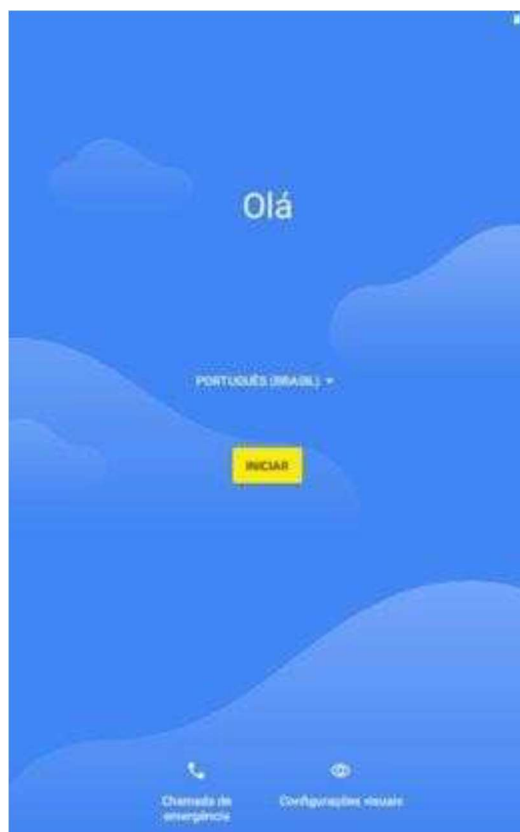 Olá
PORTUGUÊS (BRASIL)
INICIAR
Chamada de
emergência
Configurações visuais